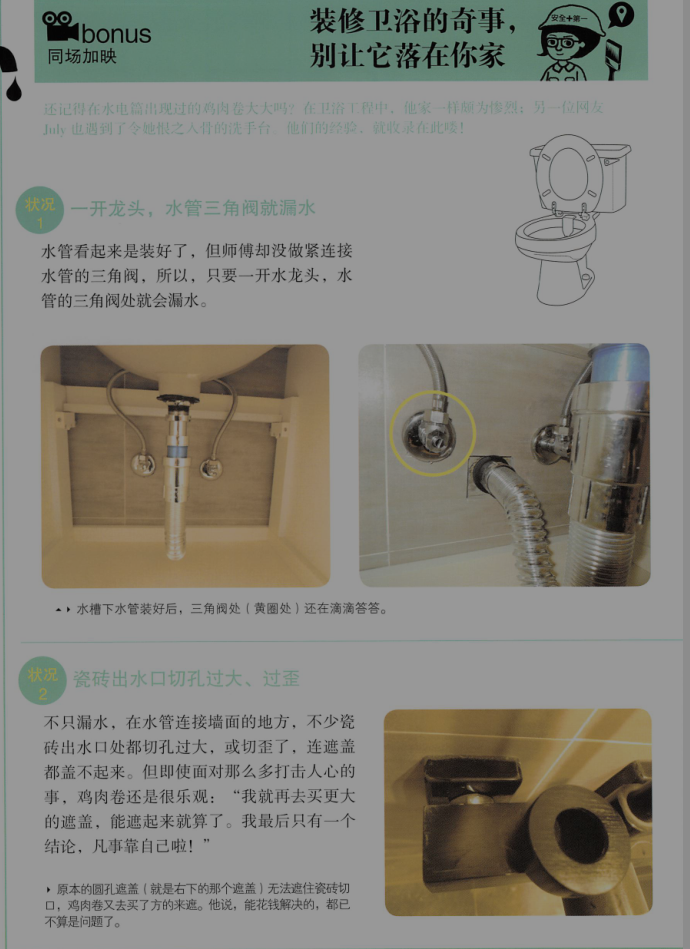 bonus
同场加映
装修卫浴的奇事，
别让它落在你家
安全+第一
还记得在水电篇出现过的鸡肉卷大大吗？在卫浴工程中，他家一样颇为惨烈；另一位网友
July 也遇到了令她恨之入骨的洗手台。他们的经验，就收录在此喽！
状况
1
一开龙头，水管三角阀就漏水
水管看起来是装好了，但师傅却没做紧连接
水管的三角阀，所以，只要一开水龙头，水
管的三角阀处就会漏水。
水槽下水管装好后，三角阀处（黄圈处）还在滴滴答答。
状况
2
瓷砖出水口切孔过大、过歪
不只漏水，在水管连接墙面的地方，不少瓷
砖出水口处都切孔过大，或切歪了，连遮盖
都盖不起来。但即使面对那么多打击人心的
事，鸡肉卷还是很乐观：“我就再去买更大
的遮盖，能遮起来就算了。我最后只有一个
结论，凡事靠自己啦！”
原本的圆孔遮盖（就是右下的那个遮盖）无法遮住瓷砖切
口，鸡肉卷又去买了方的来遮。他说，能花钱解决的，都已
不算是问题了。